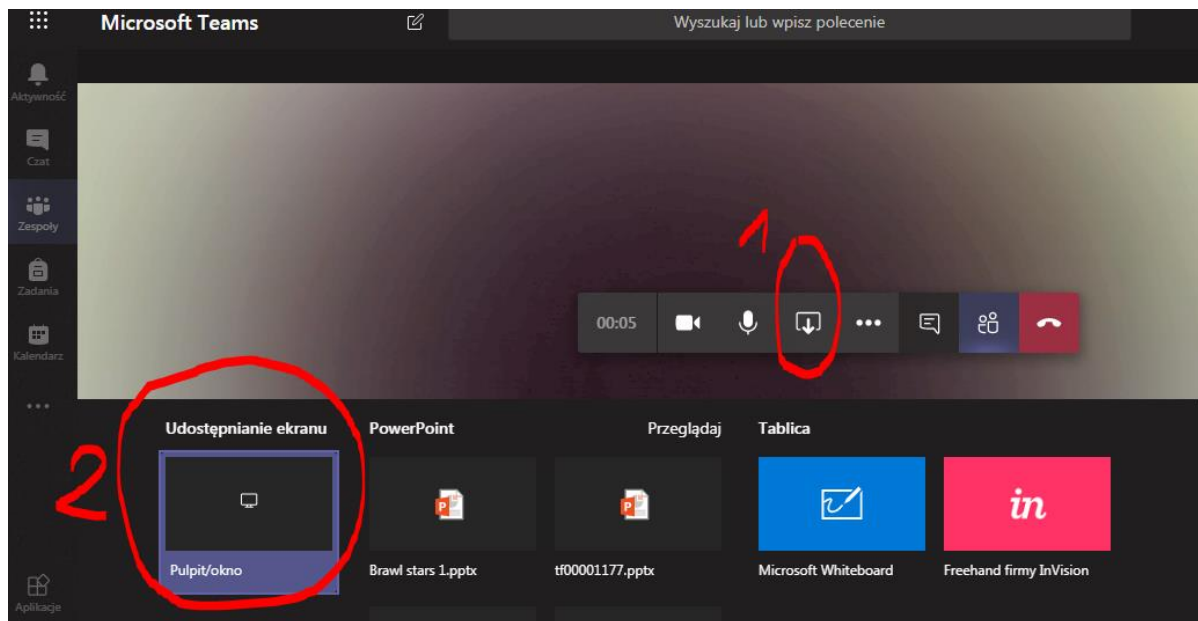 Microsoft Teams
Wyszukaj lub wpisz polecenie
Aktywność
Czat
Zespoły
Zadania
Kalendarz
Aplikacje
1
00:05
2
Udostępnianie ekranu
PowerPoint
Przeglądaj
Tablica
in
Pulpit/okno
Brawl stars 1.pptx
tf00001177.pptx
Microsoft Whiteboard
Freehand firmy InVision